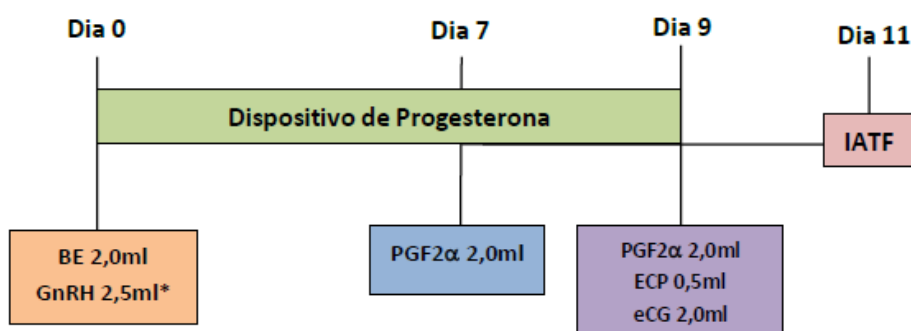 Dia 0
Dia 7
Dia 9
Dia 11
Dispositivo de Progesterona
IATF
BE 2,0ml
GnRH 2,5ml*
PGF2α 2,0ml
PGF2α 2,0ml
ECP 0,5ml
eCG 2,0ml